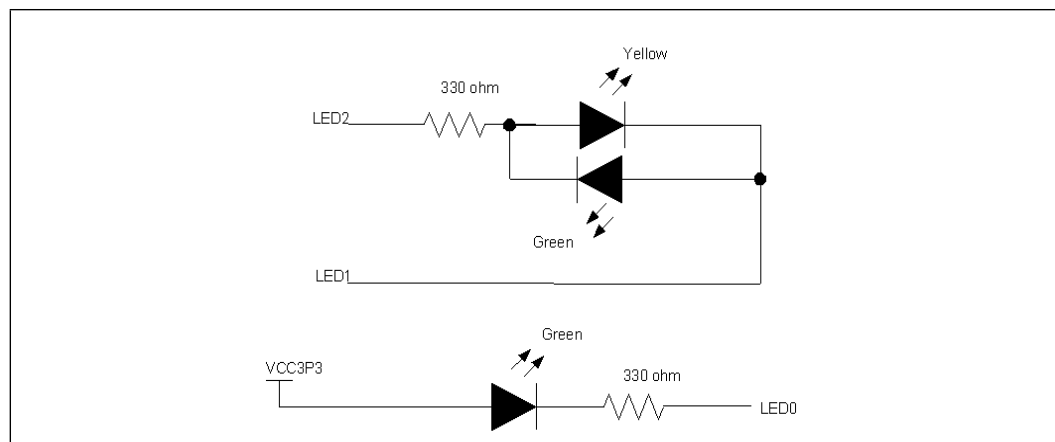 Yellow
330 ohm
LED2
Green
LED1
Green
VCC3P3
330 ohm
LED0